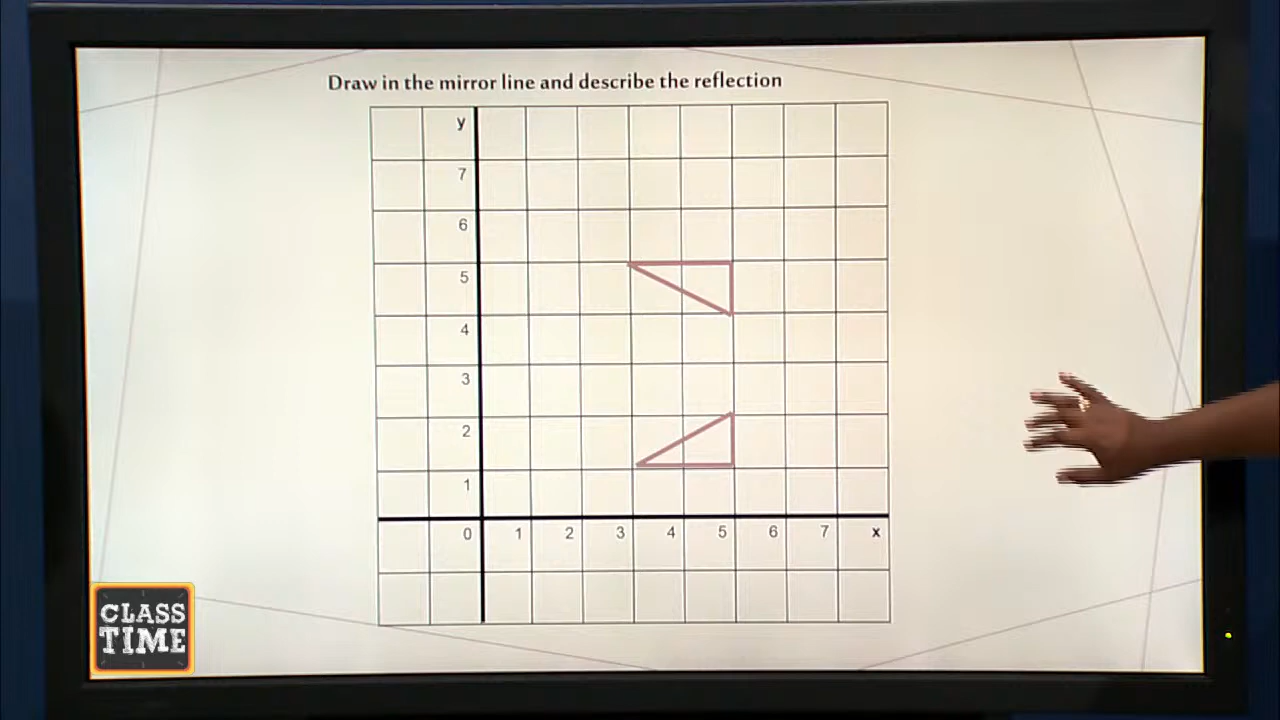 Draw in the mirror line and describe the reflection
y
7
6
5
4
3
2
1
0 1 2 3 4 5 6 7 x
CLASS
TIME